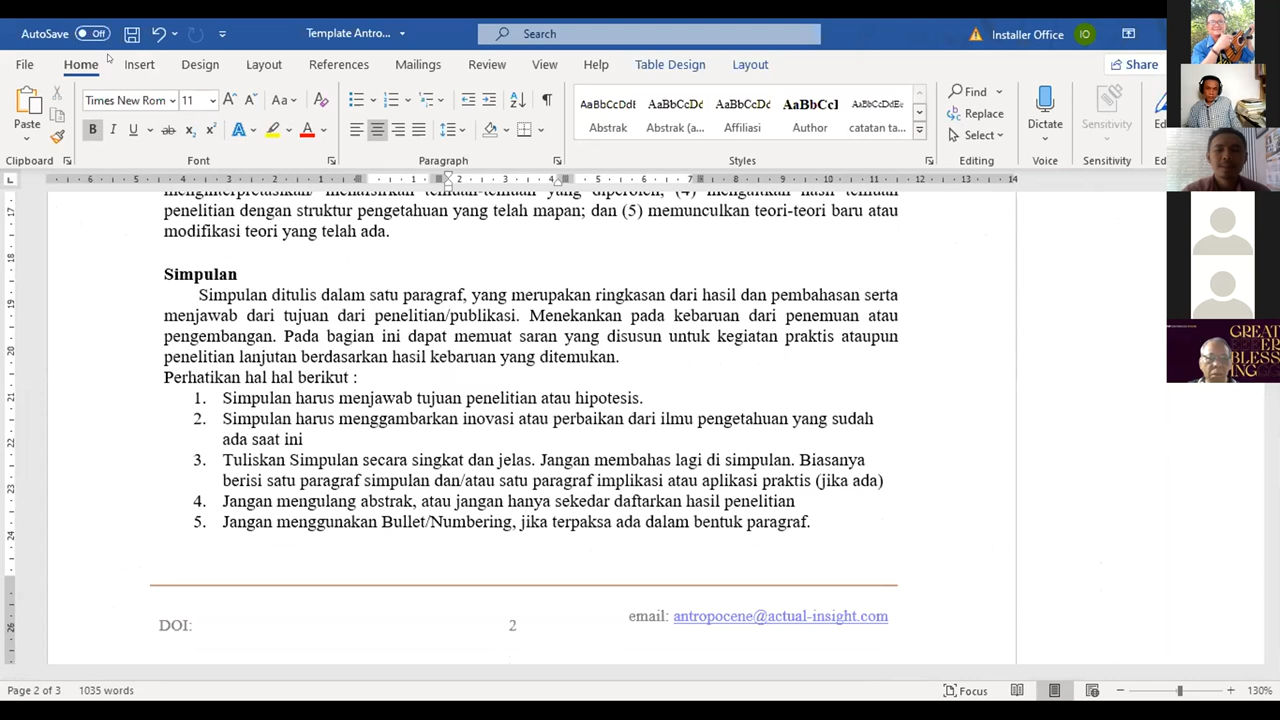 AutoSave Off Template Antro... Search Installer Office IO
File Home Insert Design Layout References Mailings Review View Help Table Design Layout Share
Paste Times New Rom 11 Aa
AaBbCcDdE AaBbCcDd AaBbCcDd AaBbCcI AaBbCcDdEe
Abstrak Abstrak (a... Affiliasi Author catatan ta...
Find
Replace
Select
Dictate Sensitivity
Clipboard Font Paragraph Styles Editing Voice Sensitivity
penelitian dengan struktur pengetahuan yang telah mapan; dan (5) memunculkan teori-teori baru atau
modifikasi teori yang telah ada.
Simpulan
Simpulan ditulis dalam satu paragraf, yang merupakan ringkasan dari hasil dan pembahasan serta
menjawab dari tujuan dari penelitian/publikasi. Menekankan pada kebaruan dari penemuan atau
pengembangan. Pada bagian ini dapat memuat saran yang disusun untuk kegiatan praktis ataupun
penelitian lanjutan berdasarkan hasil kebaruan yang ditemukan.
Perhatikan hal hal berikut :
1. Simpulan harus menjawab tujuan penelitian atau hipotesis.
2. Simpulan harus menggambarkan inovasi atau perbaikan dari ilmu pengetahuan yang sudah
ada saat ini
3. Tuliskan Simpulan secara singkat dan jelas. Jangan membahas lagi di simpulan. Biasanya
berisi satu paragraf simpulan dan/atau satu paragraf implikasi atau aplikasi praktis (jika ada)
4. Jangan mengulang abstrak, atau jangan hanya sekedar daftarkan hasil penelitian
5. Jangan menggunakan Bullet/Numbering, jika terpaksa ada dalam bentuk paragraf.
DOI: 2 email: antropocene@actual-insight.com
Page 2 of 3 1035 words Focus 130%
GREAT
ER
BLESS
ING